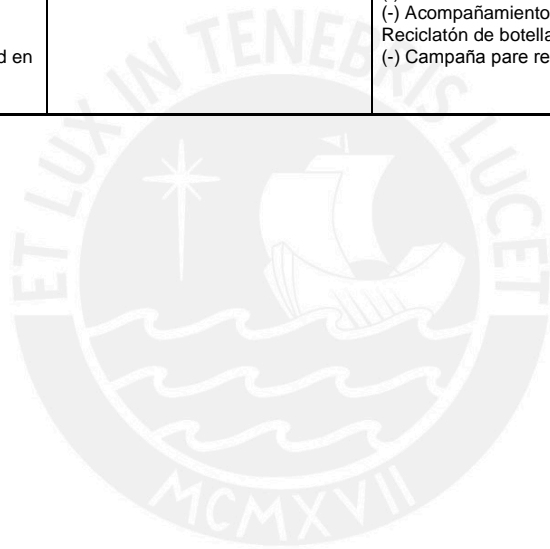 (-) Acompañamiento
Reciclatón de botella
d en
(-) Campaña pare re
ET LUX IN TENEBRIS LUCET
MCMXVII